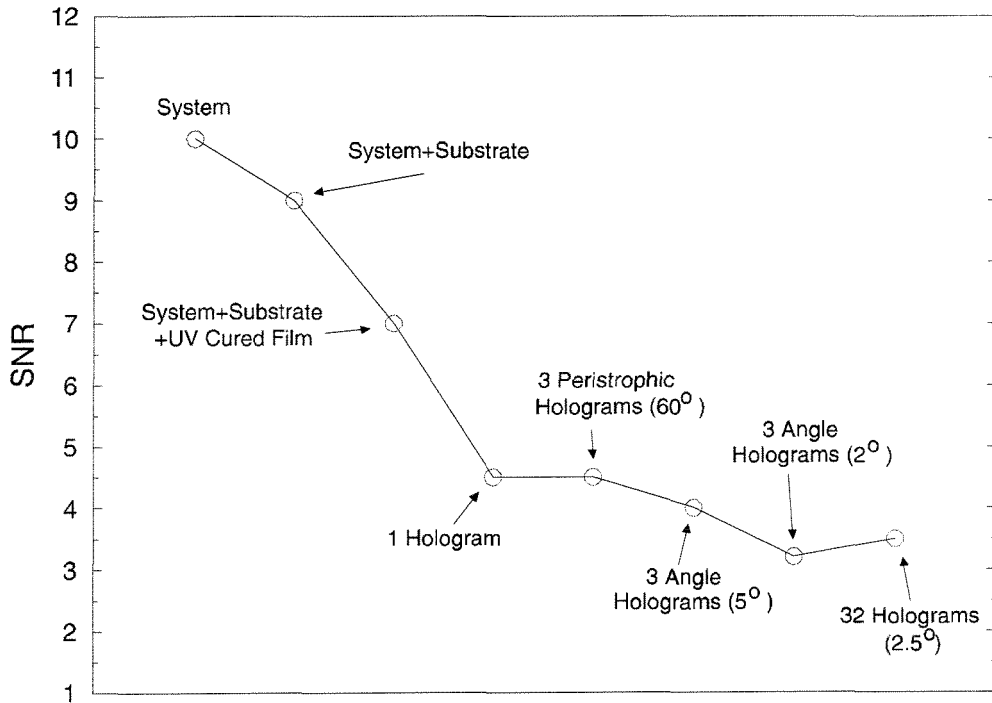 12
11
10
9
8
7
6
5
4
3
2
1
SNR
System
System+Substrate
System+Substrate
+UV Cured Film
1 Hologram
3 Peristrophic
Holograms (60°)
3 Angle
Holograms (5°)
3 Angle
Holograms (2°)
32 Holograms
(2.5°)